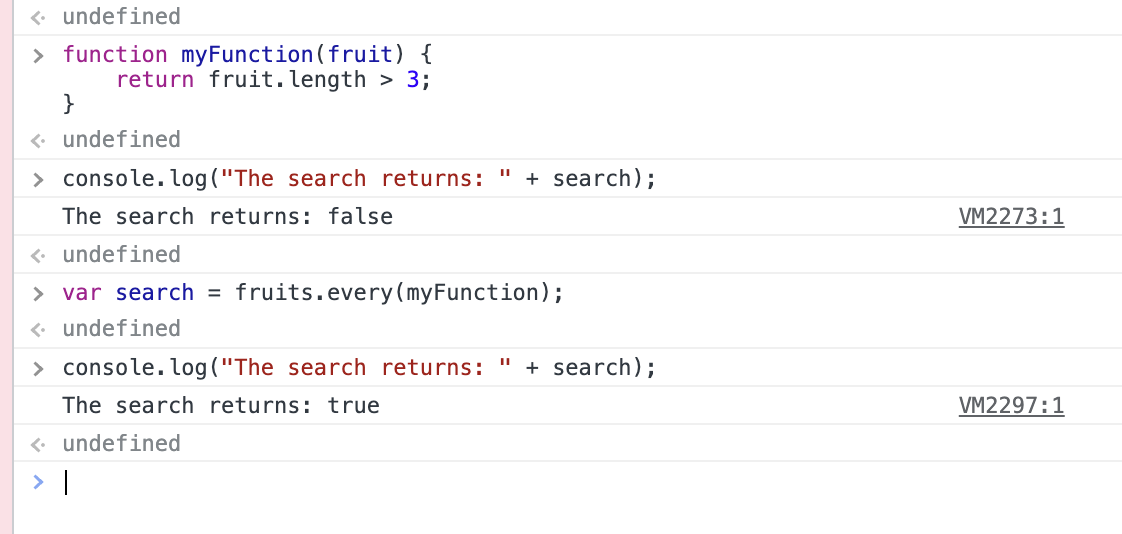 undefined
function myFunction(fruit) {
    return fruit.length > 3;
}
undefined
console.log("The search returns: " + search);
The search returns: false VM2273:1
undefined
var search = fruits.every(myFunction);
undefined
console.log("The search returns: " + search);
The search returns: true VM2297:1
undefined